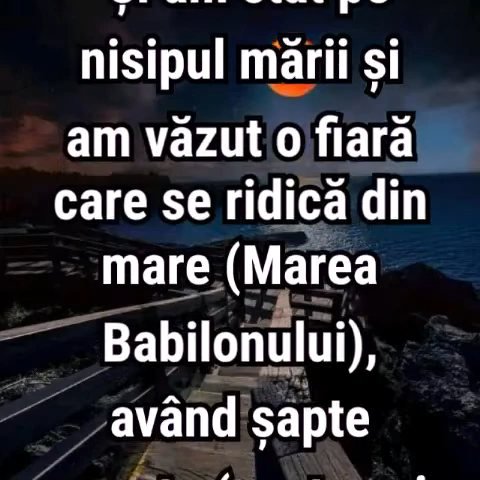 Și am stat pe
nisipul mării și
am văzut o fiară
care se ridică din
mare (Marea
Babilonului),
având șapte